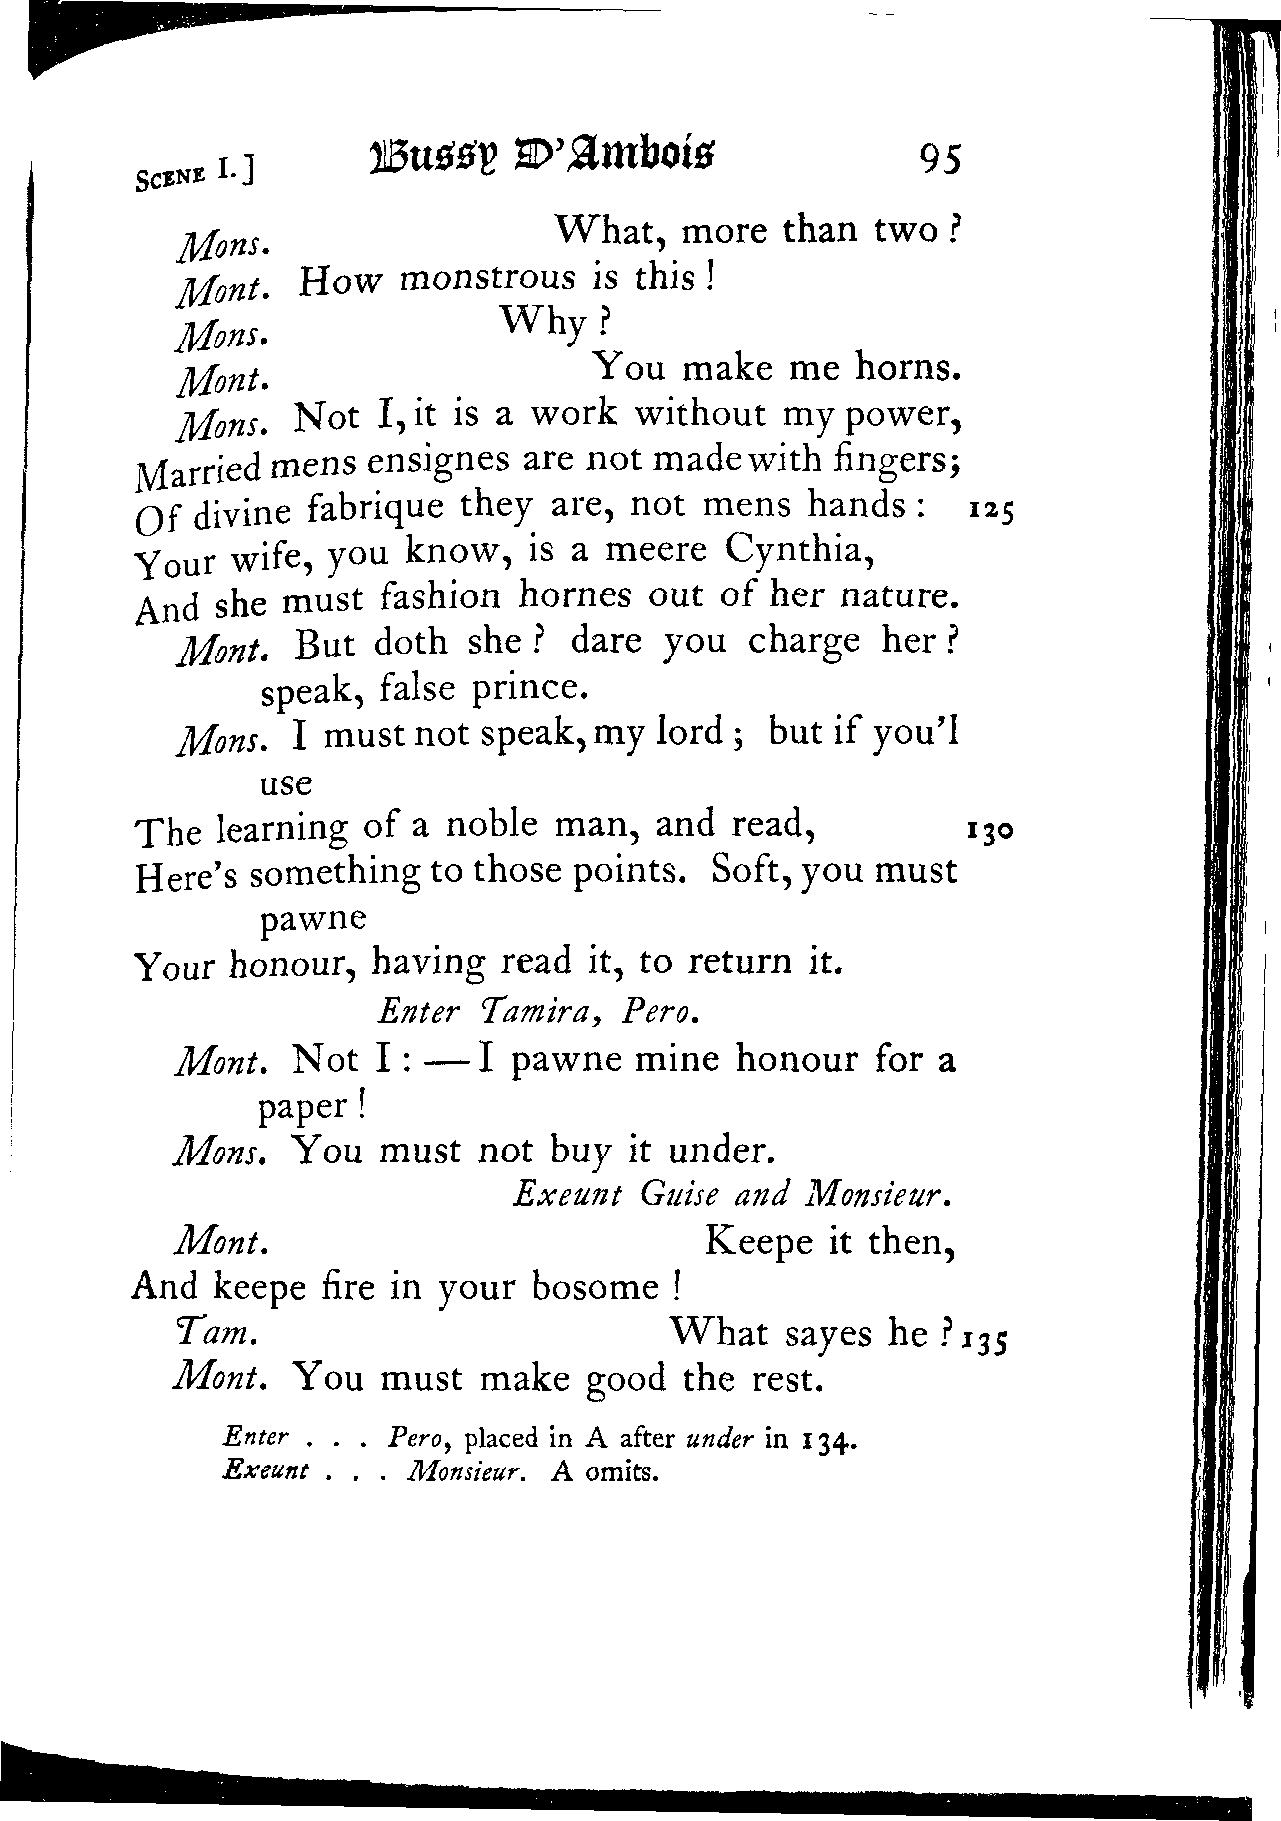 SCENE I.] Bussy D'Ambois 95
Mons. What, more than two ?
Mont. How monstrous is this !
Mons. Why ?
Mont. You make me horns.
Mons. Not I, it is a work without my power,
Married mens ensignes are not made with fingers;
Of divine fabrique they are, not mens hands : 125
Your wife, you know, is a meere Cynthia,
And she must fashion hornes out of her nature.
Mont. But doth she ? dare you charge her ?
speak, false prince.
Mons. I must not speak, my lord ; but if you'l
use
The learning of a noble man, and read, 130
Here's something to those points. Soft, you must
pawne
Your honour, having read it, to return it.
Enter Tamira, Pero.
Mont. Not I : — I pawne mine honour for a
paper !
Mons. You must not buy it under.
Exeunt Guise and Monsieur.
Mont. Keepe it then,
And keepe fire in your bosome !
Tam. What sayes he ? 135
Mont. You must make good the rest.
Enter . . . Pero, placed in A after under in 134.
Exeunt . . . Monsieur. A omits.